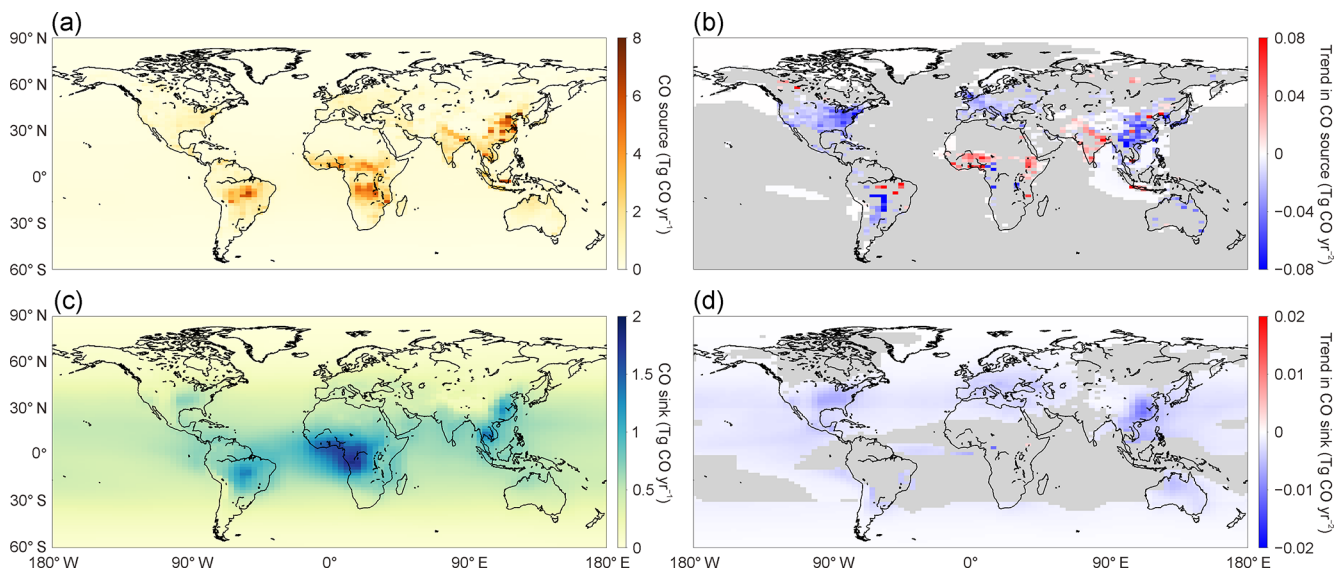 (a)
(b)
90° N
60° N
30° N
0°
30° S
60° S
8
6
4
2
0
CO source (Tg CO yr⁻¹)
0.08
0.04
0
−0.04
−0.08
Trend in CO source (Tg CO yr⁻²)
(c)
(d)
90° N
60° N
30° N
0°
30° S
60° S
180° W
90° W
0°
90° E
180° E
2
1.5
1
0.5
0
CO sink (Tg CO yr⁻¹)
180° W
90° W
0°
90° E
180° E
0.02
0.01
0
−0.01
−0.02
Trend in CO sink (Tg CO yr⁻²)